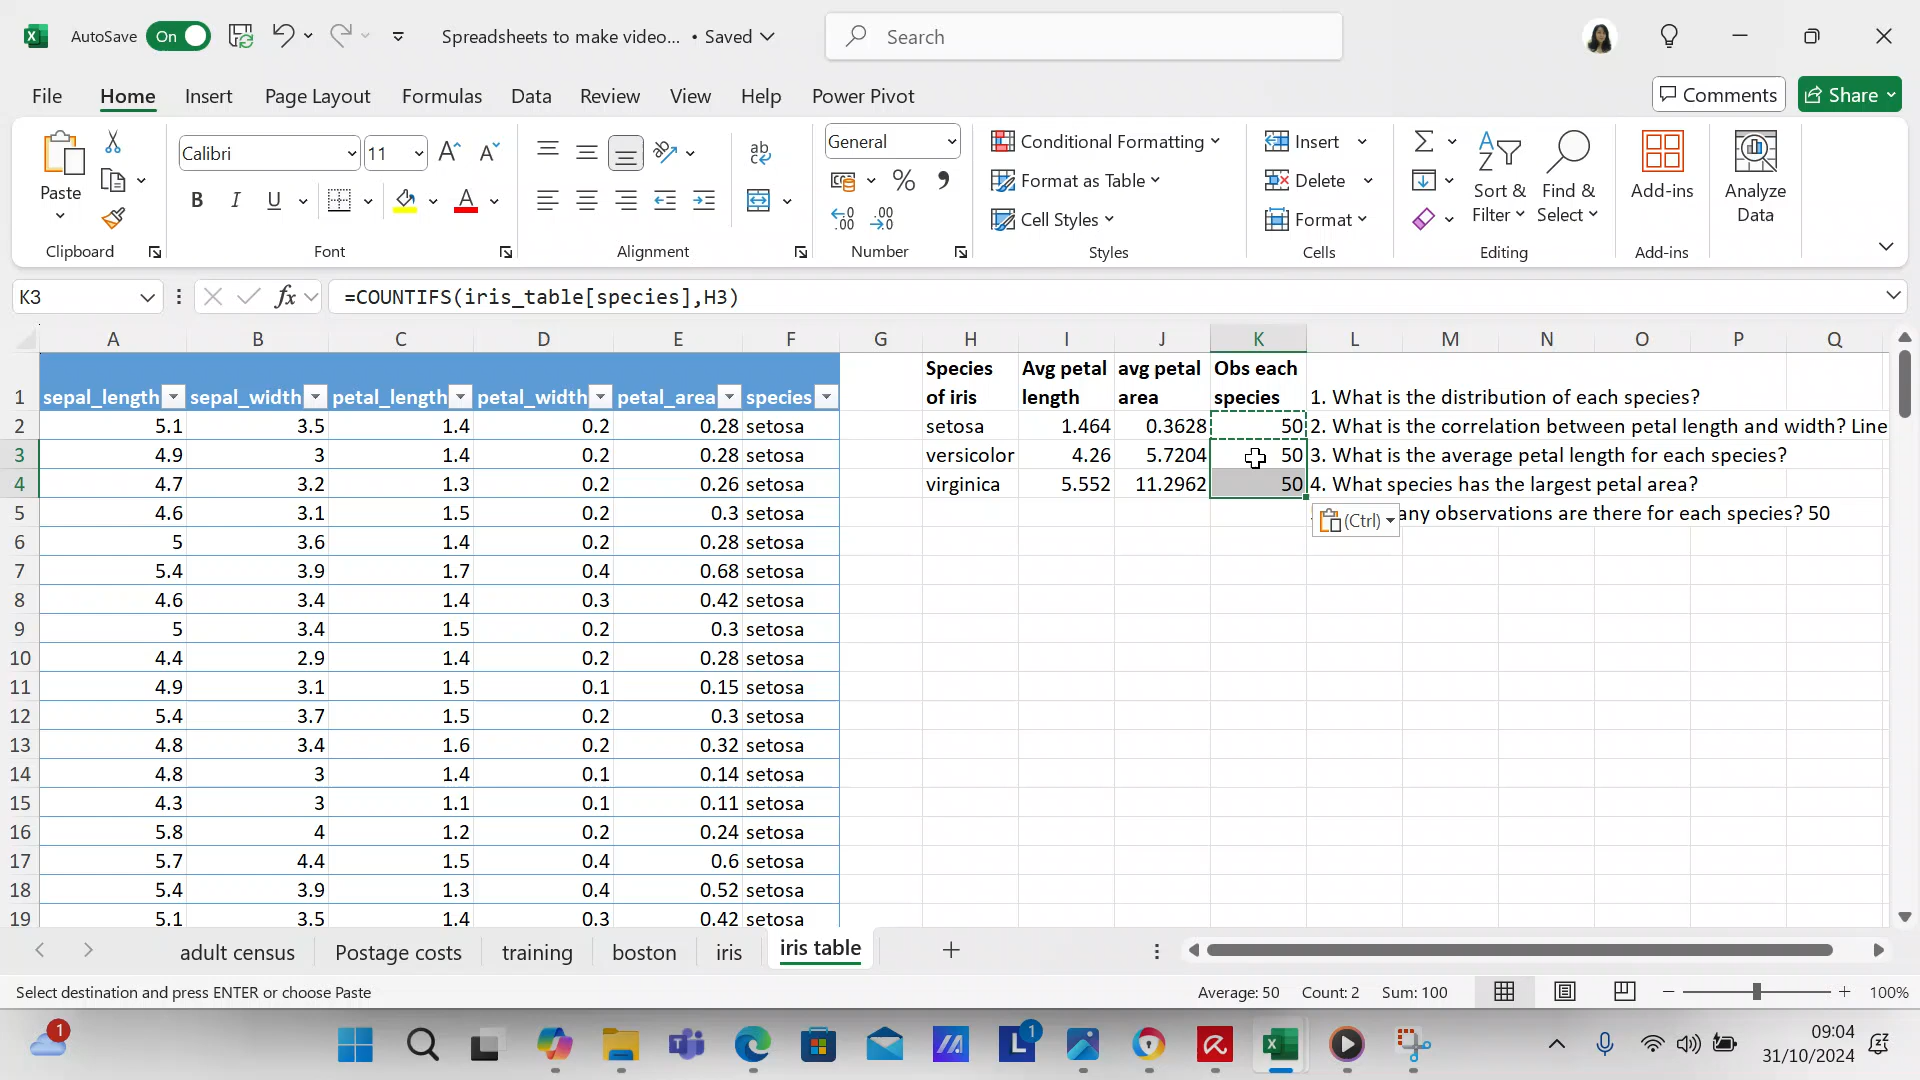 AutoSave On Spreadsheets to make video... • Saved Search
File Home Insert Page Layout Formulas Data Review View Help Power Pivot Comments Share
Paste Calibri 11 General Conditional Formatting Insert
B I U Format as Table Delete Sort & Filter Find & Select Add-ins Analyze Data
Cell Styles Format
Clipboard Font Alignment Number Styles Cells Editing Add-ins
K3 fx =COUNTIFS(iris_table[species],H3)
A B C D E F G H I J K L M N O P Q
1 sepal_length sepal_width petal_length petal_width petal_area species Species of iris Avg petal length avg petal area Obs each species 1. What is the distribution of each species?
2 5.1 3.5 1.4 0.2 0.28 setosa setosa 1.464 0.3628 50 2. What is the correlation between petal length and width? Line
3 4.9 3 1.4 0.2 0.28 setosa versicolor 4.26 5.7204 50 3. What is the average petal length for each species?
4 4.7 3.2 1.3 0.2 0.26 setosa virginica 5.552 11.2962 50 4. What species has the largest petal area?
5 4.6 3.1 1.5 0.2 0.3 setosa (Ctrl) any observations are there for each species? 50
6 5 3.6 1.4 0.2 0.28 setosa
7 5.4 3.9 1.7 0.4 0.68 setosa
8 4.6 3.4 1.4 0.3 0.42 setosa
9 5 3.4 1.5 0.2 0.3 setosa
10 4.4 2.9 1.4 0.2 0.28 setosa
11 4.9 3.1 1.5 0.1 0.15 setosa
12 5.4 3.7 1.5 0.2 0.3 setosa
13 4.8 3.4 1.6 0.2 0.32 setosa
14 4.8 3 1.4 0.1 0.14 setosa
15 4.3 3 1.1 0.1 0.11 setosa
16 5.8 4 1.2 0.2 0.24 setosa
17 5.7 4.4 1.5 0.4 0.6 setosa
18 5.4 3.9 1.3 0.4 0.52 setosa
19 5.1 3.5 1.4 0.3 0.42 setosa
adult census Postage costs training boston iris iris table
Select destination and press ENTER or choose Paste Average: 50 Count: 2 Sum: 100 100%
1 1 09:04
31/10/2024